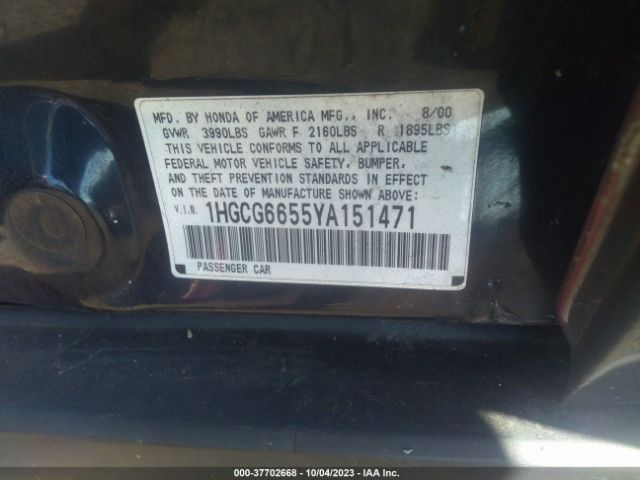 MFD. BY HONDA OF AMERICA MFG., INC. 8/00
GVWR 3990LBS GAWR F 2160LBS R 1895LBS
THIS VEHICLE CONFORMS TO ALL APPLICABLE
FEDERAL MOTOR VEHICLE SAFETY, BUMPER,
AND THEFT PREVENTION STANDARDS IN EFFECT
ON THE DATE OF MANUFACTURE SHOWN ABOVE:
V.I.N. 1HGCG6655YA151471
PASSENGER CAR
000-37702668 - 10/04/2023 - IAA Inc.